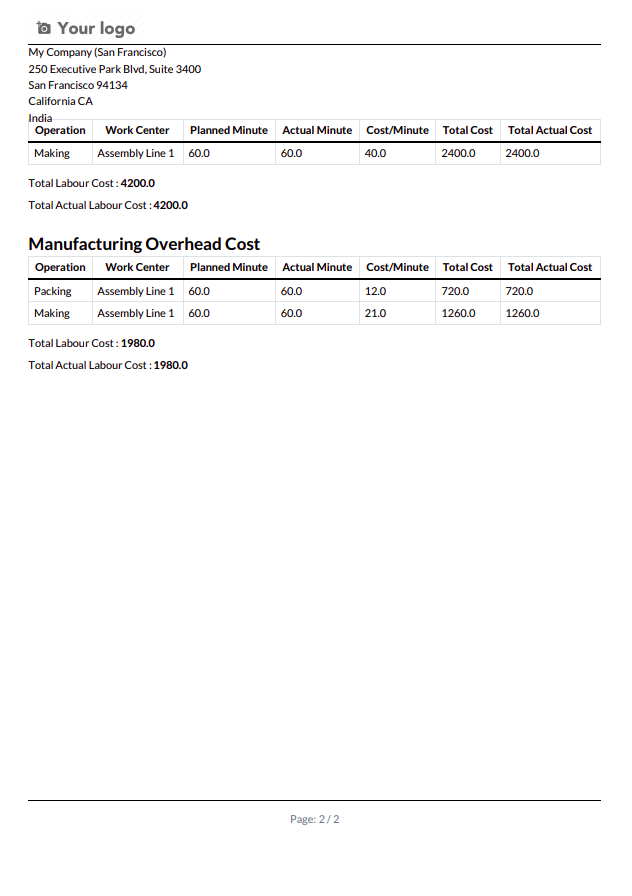 Your logo
My Company (San Francisco)
250 Executive Park Blvd, Suite 3400
San Francisco 94134
California CA
India
Operation Work Center Planned Minute Actual Minute Cost/Minute Total Cost Total Actual Cost
Making Assembly Line 1 60.0 60.0 40.0 2400.0 2400.0
Total Labour Cost : 4200.0
Total Actual Labour Cost : 4200.0
Manufacturing Overhead Cost
Operation Work Center Planned Minute Actual Minute Cost/Minute Total Cost Total Actual Cost
Packing Assembly Line 1 60.0 60.0 12.0 720.0 720.0
Making Assembly Line 1 60.0 60.0 21.0 1260.0 1260.0
Total Labour Cost : 1980.0
Total Actual Labour Cost : 1980.0
Page: 2 / 2